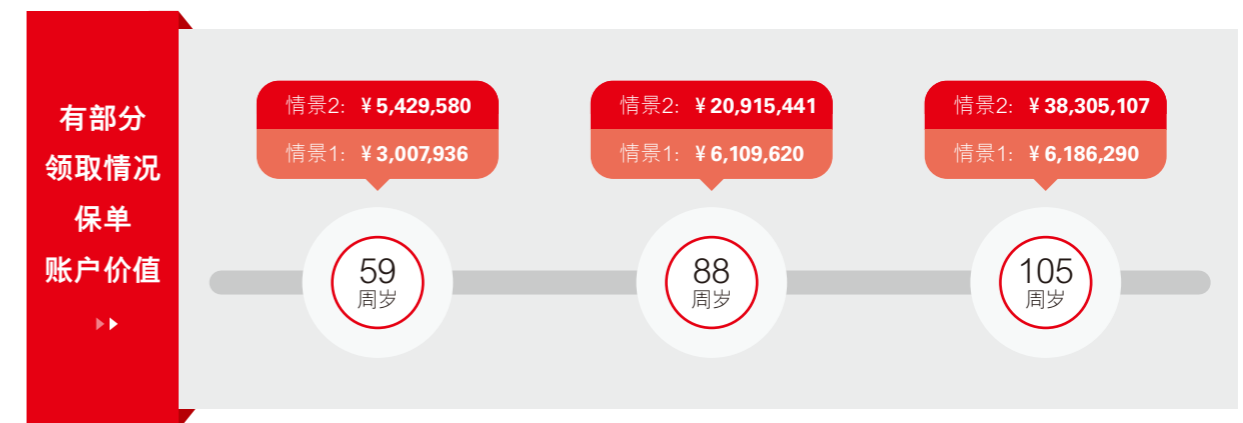 有部分
领取情况
保单
账户价值
情景2: ¥5,429,580
情景1: ¥3,007,936
59
周岁
情景2: ¥20,915,441
情景1: ¥6,109,620
88
周岁
情景2: ¥38,305,107
情景1: ¥6,186,290
105
周岁